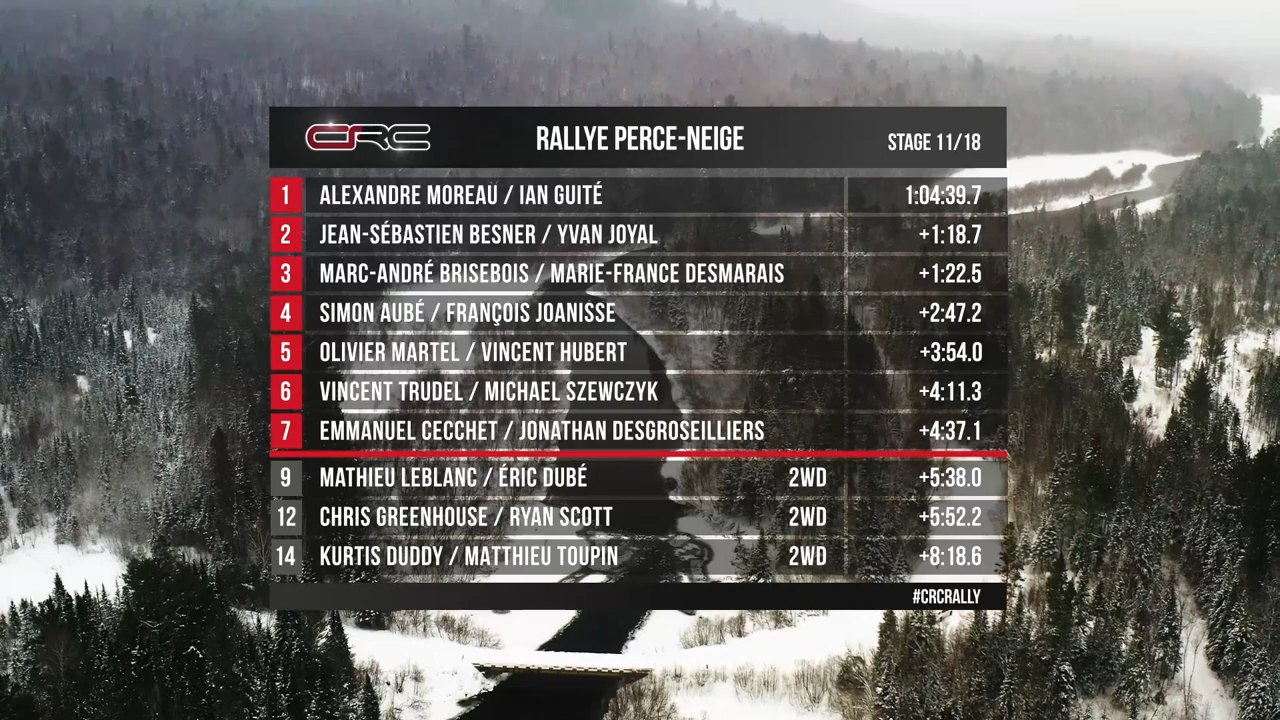 CRC RALLYE PERCE-NEIGE STAGE 11/18
1 ALEXANDRE MOREAU / IAN GUITÉ 1:04:39.7
2 JEAN-SÉBASTIEN BESNER / YVAN JOYAL +1:18.7
3 MARC-ANDRÉ BRISEBOIS / MARIE-FRANCE DESMARAIS +1:22.5
4 SIMON AUBÉ / FRANÇOIS JOANISSE +2:47.2
5 OLIVIER MARTEL / VINCENT HUBERT +3:54.0
6 VINCENT TRUDEL / MICHAEL SZEWCZYK +4:11.3
7 EMMANUEL CECCHET / JONATHAN DESGROSEILLIERS +4:37.1
9 MATHIEU LEBLANC / ÉRIC DUBÉ 2WD +5:38.0
12 CHRIS GREENHOUSE / RYAN SCOTT 2WD +5:52.2
14 KURTIS DUDDY / MATTHIEU TOUPIN 2WD +8:18.6
#CRCRALLY